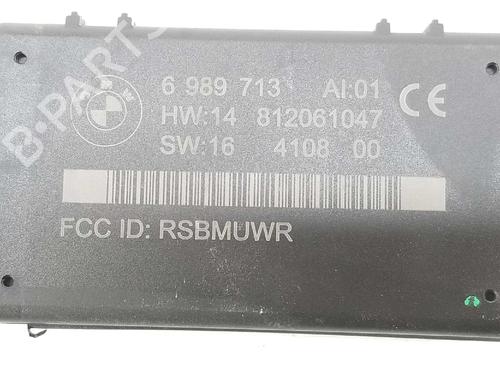 6 989 713 AI:01
HW:14 812061047
SW:16 4108 00
FCC ID: RSBMUWR
B-PARTS